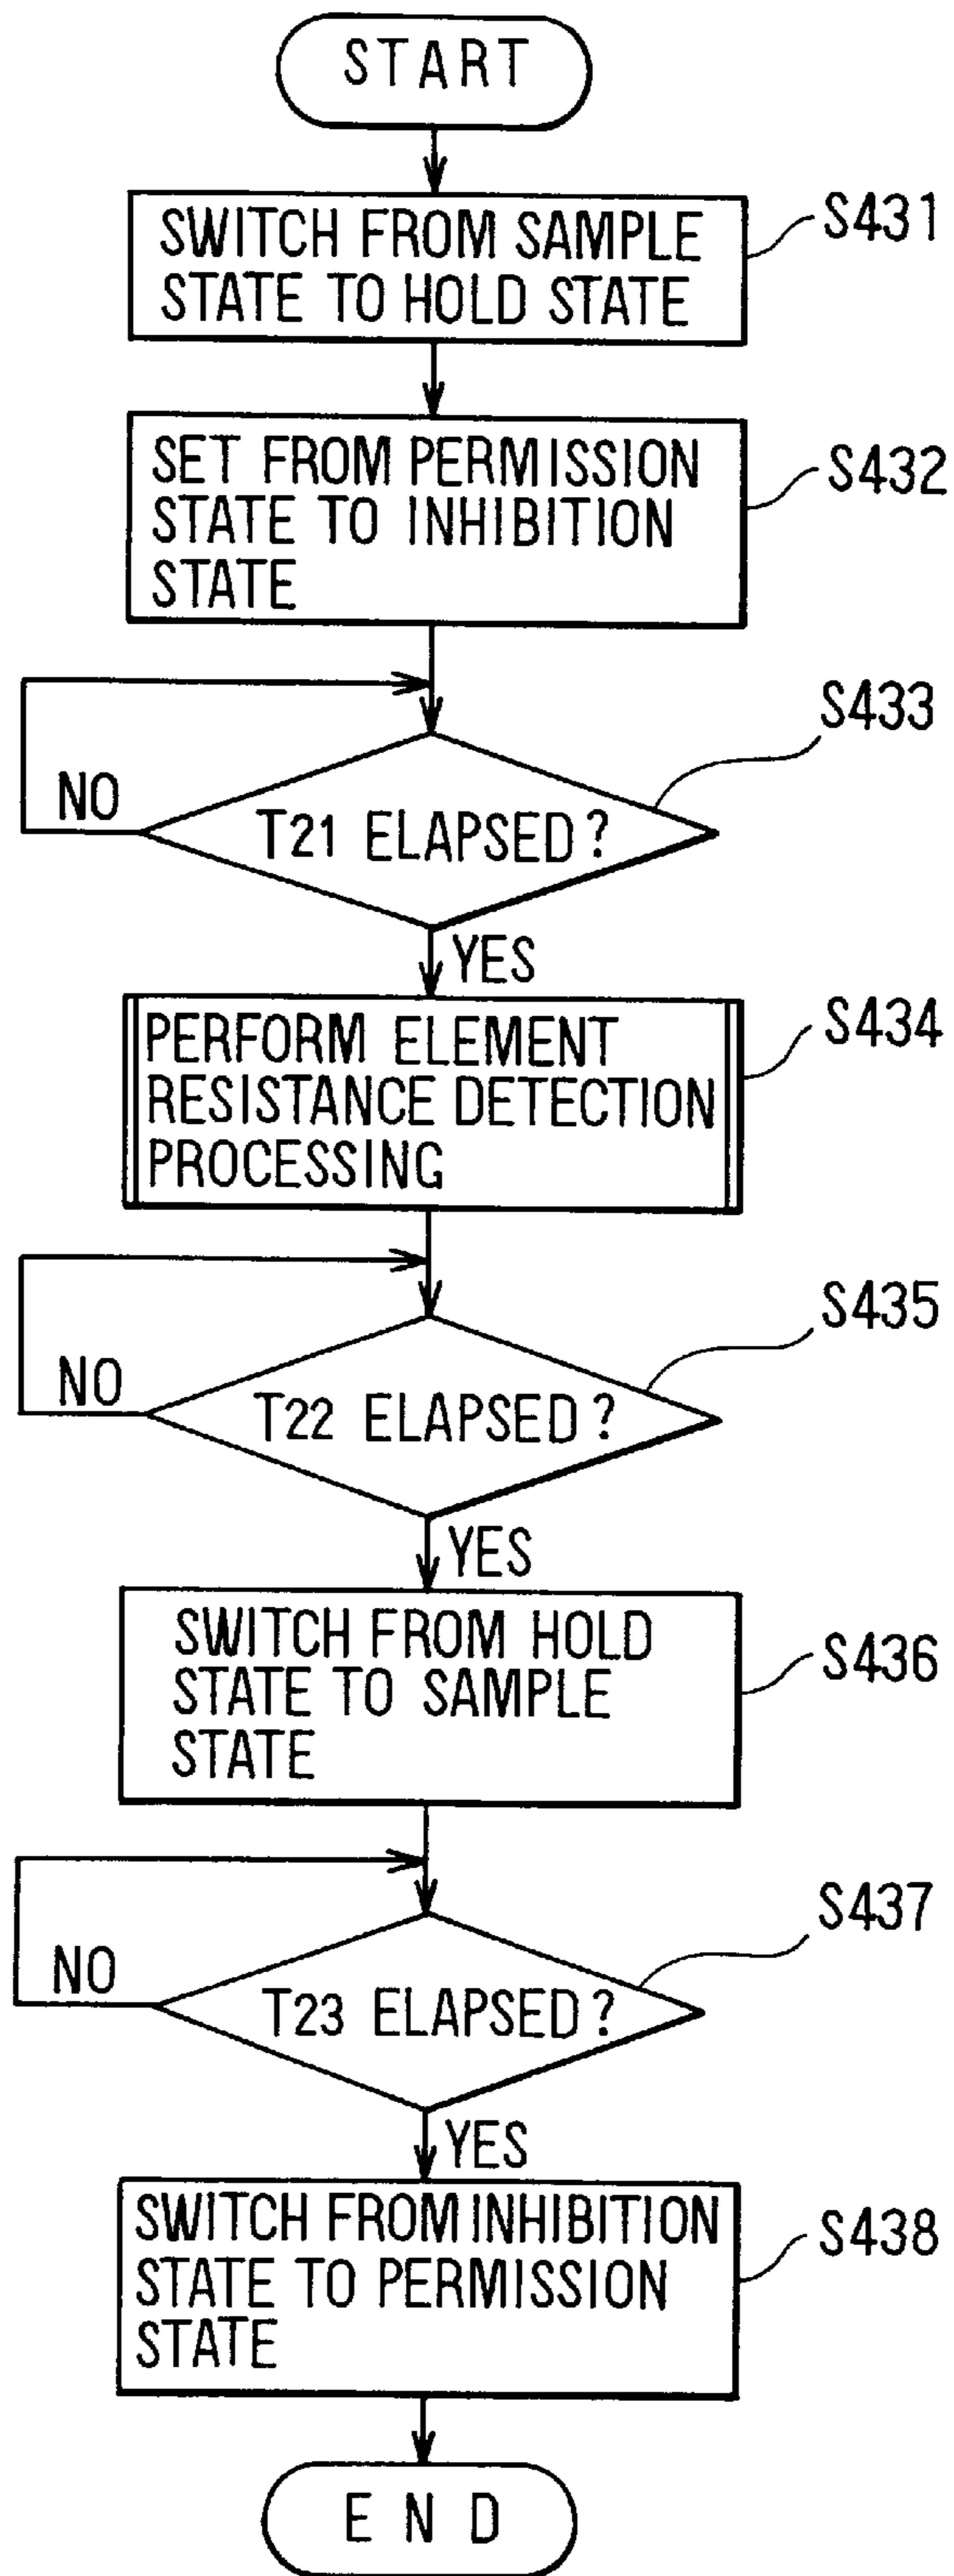 START
SWITCH FROM SAMPLE
STATE TO HOLD STATE
S431
SET FROM PERMISSION
STATE TO INHIBITION
STATE
S432
S433
NO
T21 ELAPSED?
YES
PERFORM ELEMENT
RESISTANCE DETECTION
PROCESSING
S434
S435
NO
T22 ELAPSED?
YES
SWITCH FROM HOLD
STATE TO SAMPLE
STATE
S436
S437
NO
T23 ELAPSED?
YES
SWITCH FROM INHIBITION
STATE TO PERMISSION
STATE
S438
END